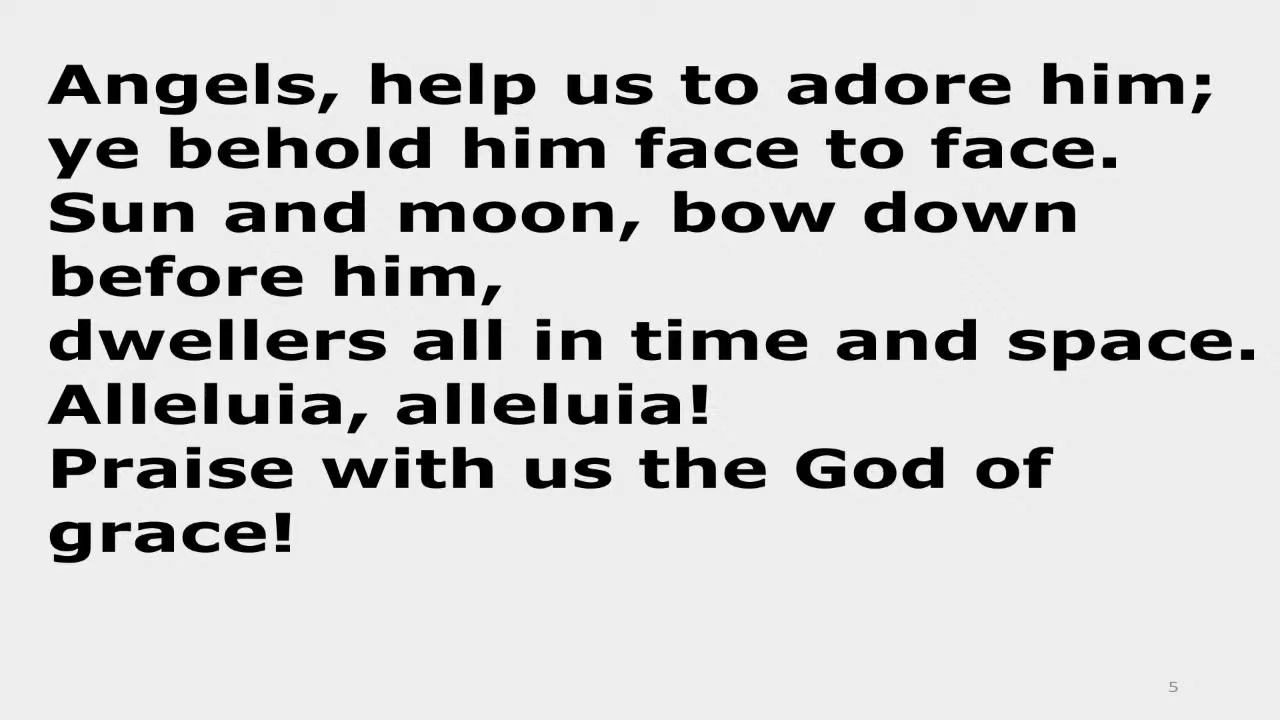 Angels, help us to adore him;
ye behold him face to face.
Sun and moon, bow down
before him,
dwellers all in time and space.
Alleluia, alleluia!
Praise with us the God of
grace!
5